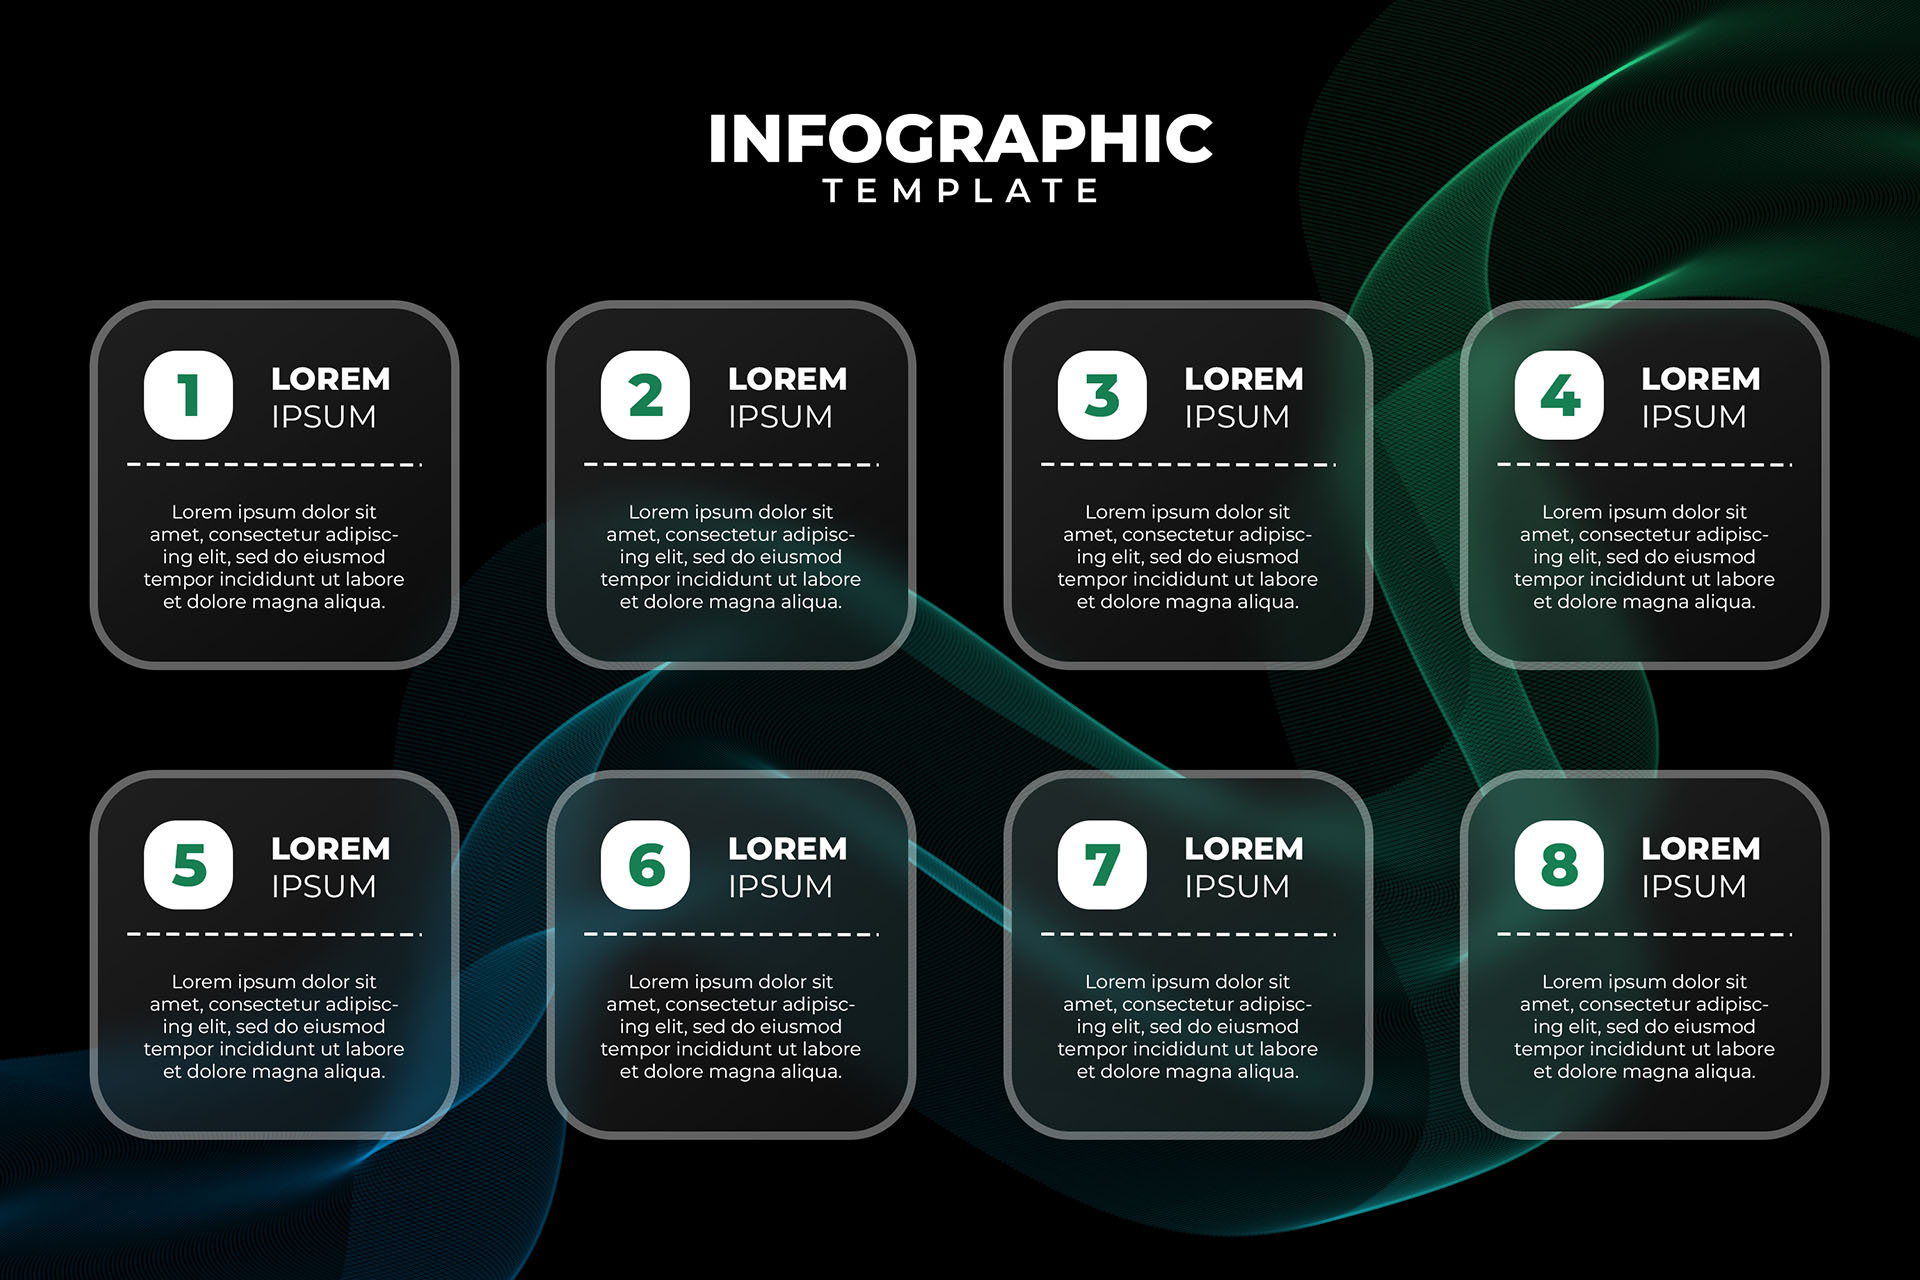 INFOGRAPHIC
TEMPLATE
1
LOREM
IPSUM
Lorem ipsum dolor sit
amet, consectetur adipisc-
ing elit, sed do eiusmod
tempor incididunt ut labore
et dolore magna aliqua.
2
LOREM
IPSUM
Lorem ipsum dolor sit
amet, consectetur adipisc-
ing elit, sed do eiusmod
tempor incididunt ut labore
et dolore magna aliqua.
3
LOREM
IPSUM
Lorem ipsum dolor sit
amet, consectetur adipisc-
ing elit, sed do eiusmod
tempor incididunt ut labore
et dolore magna aliqua.
4
LOREM
IPSUM
Lorem ipsum dolor sit
amet, consectetur adipisc-
ing elit, sed do eiusmod
tempor incididunt ut labore
et dolore magna aliqua.
5
LOREM
IPSUM
Lorem ipsum dolor sit
amet, consectetur adipisc-
ing elit, sed do eiusmod
tempor incididunt ut labore
et dolore magna aliqua.
6
LOREM
IPSUM
Lorem ipsum dolor sit
amet, consectetur adipisc-
ing elit, sed do eiusmod
tempor incididunt ut labore
et dolore magna aliqua.
7
LOREM
IPSUM
Lorem ipsum dolor sit
amet, consectetur adipisc-
ing elit, sed do eiusmod
tempor incididunt ut labore
et dolore magna aliqua.
8
LOREM
IPSUM
Lorem ipsum dolor sit
amet, consectetur adipisc-
ing elit, sed do eiusmod
tempor incididunt ut labore
et dolore magna aliqua.